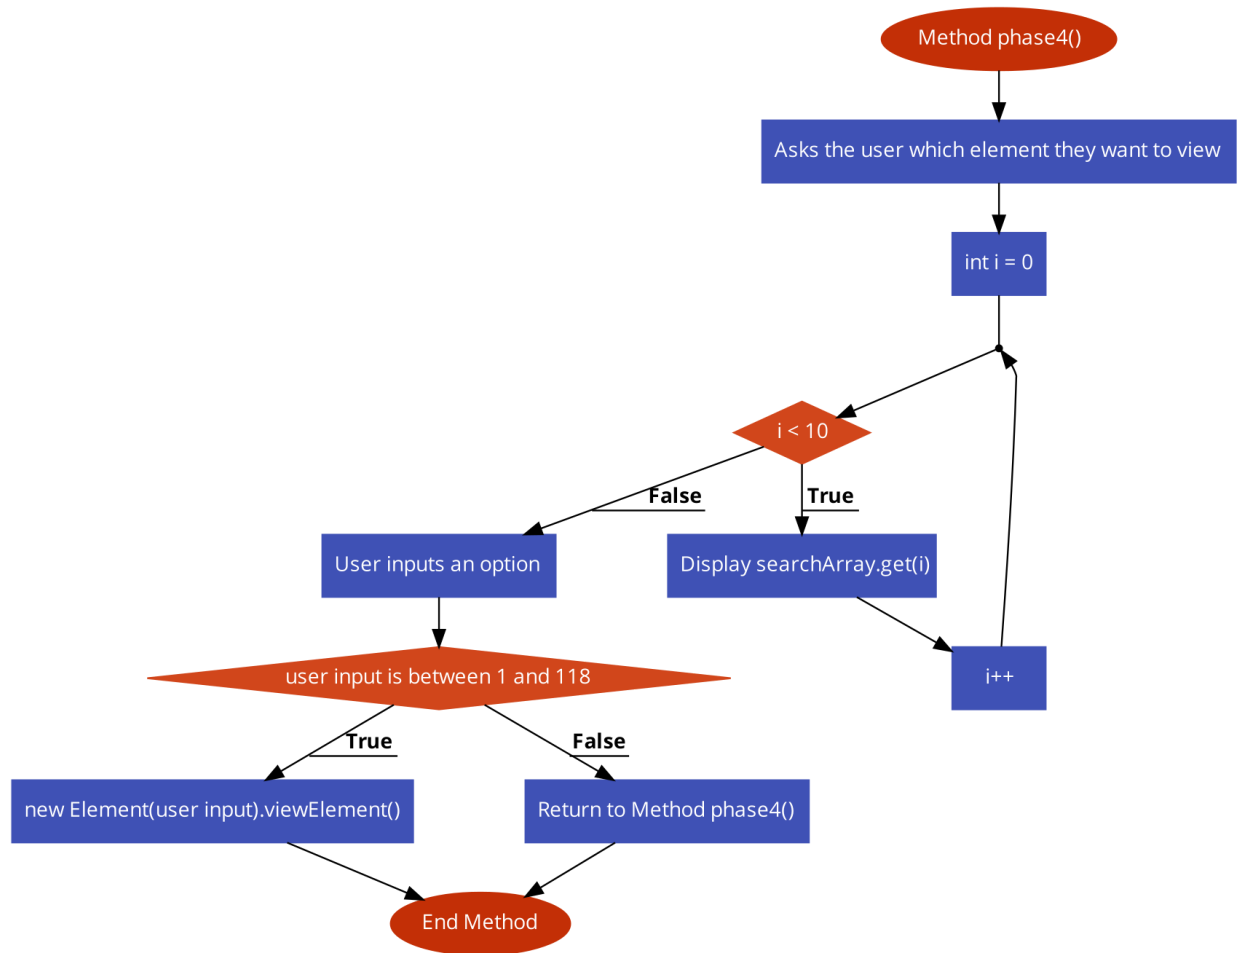 Method phase4()
Asks the user which element they want to view
int i = 0
i < 10
False
True
User inputs an option
Display searchArray.get(i)
user input is between 1 and 118
i++
True
False
new Element(user input).viewElement()
Return to Method phase4()
End Method